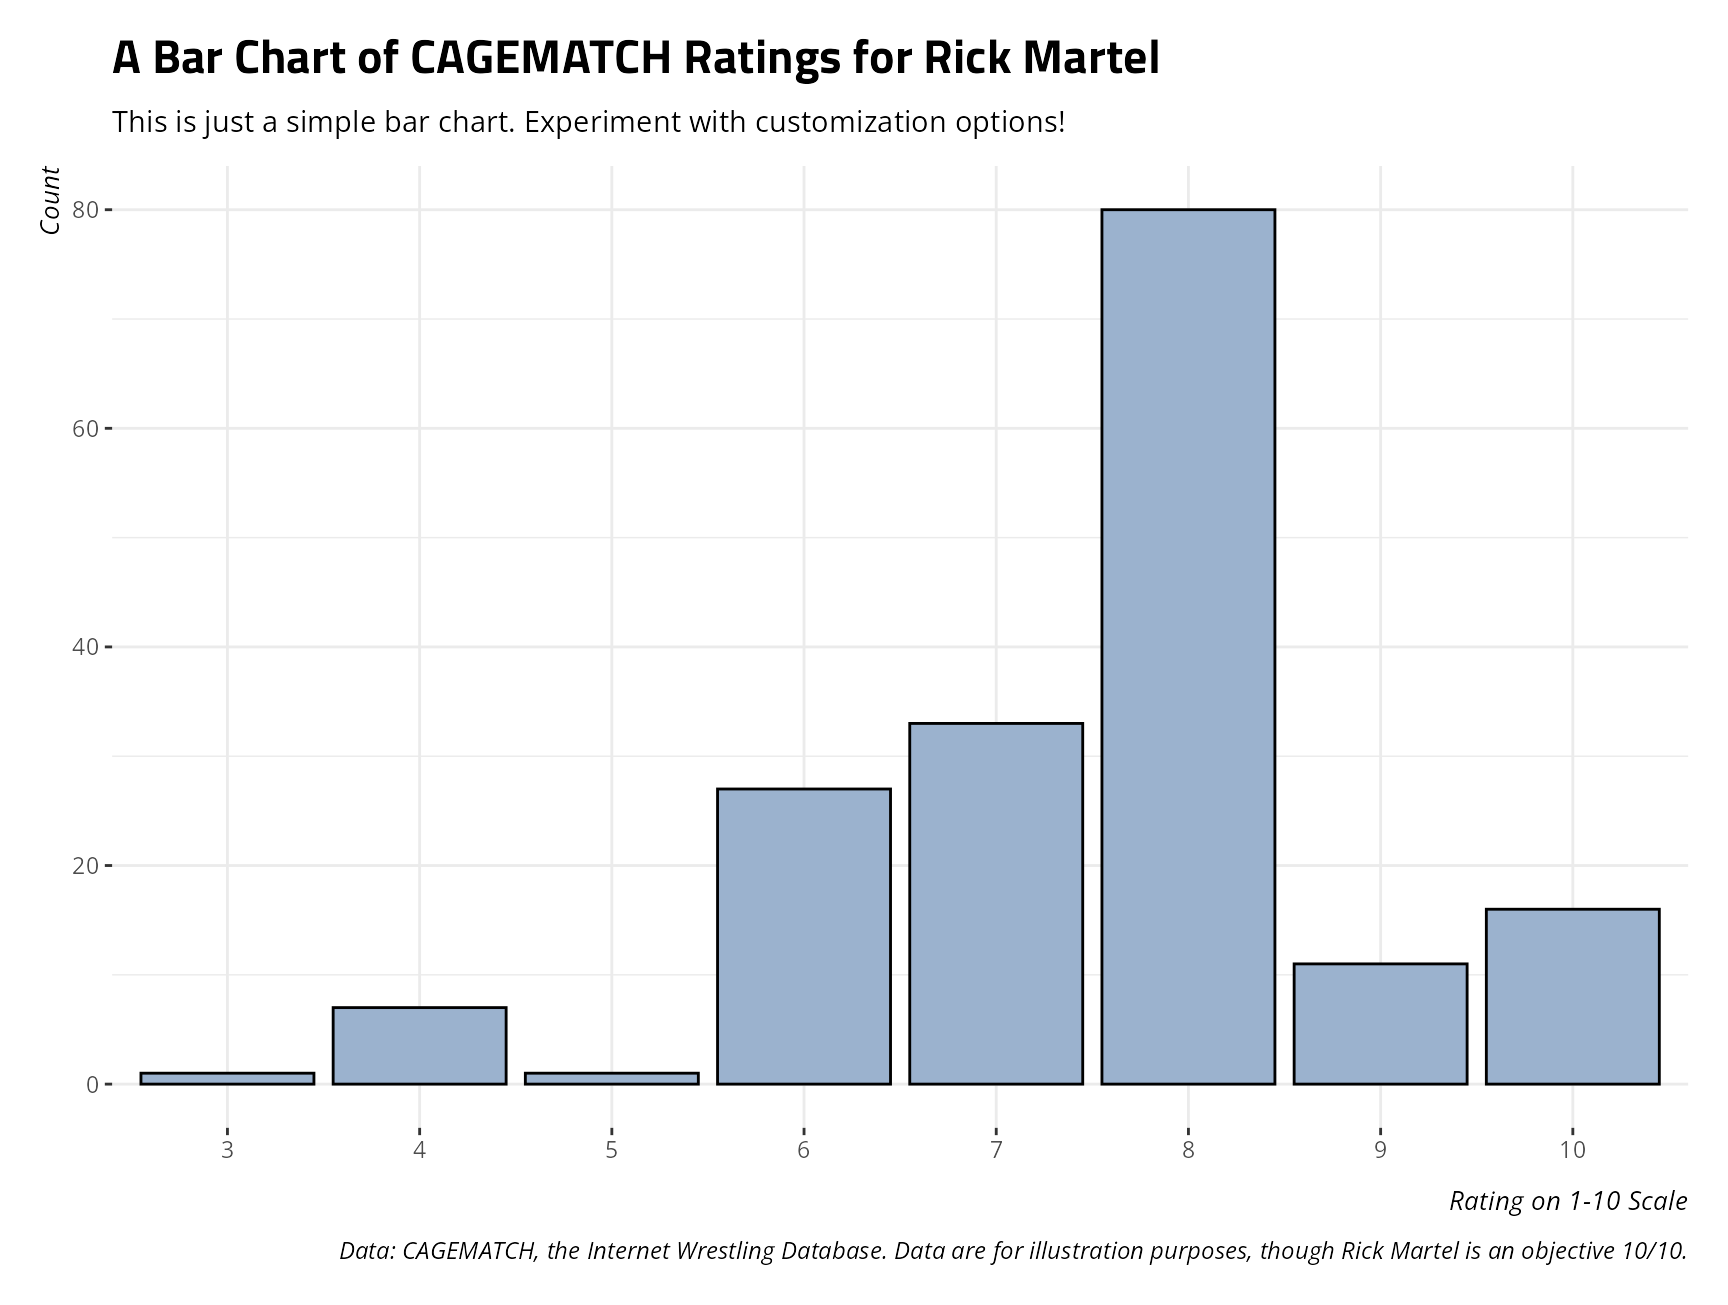 A Bar Chart of CAGEMATCH Ratings for Rick Martel
This is just a simple bar chart. Experiment with customization options!
Count
80
60
40
20
0
3 4 5 6 7 8 9 10
Rating on 1-10 Scale
Data: CAGEMATCH, the Internet Wrestling Database. Data are for illustration purposes, though Rick Martel is an objective 10/10.